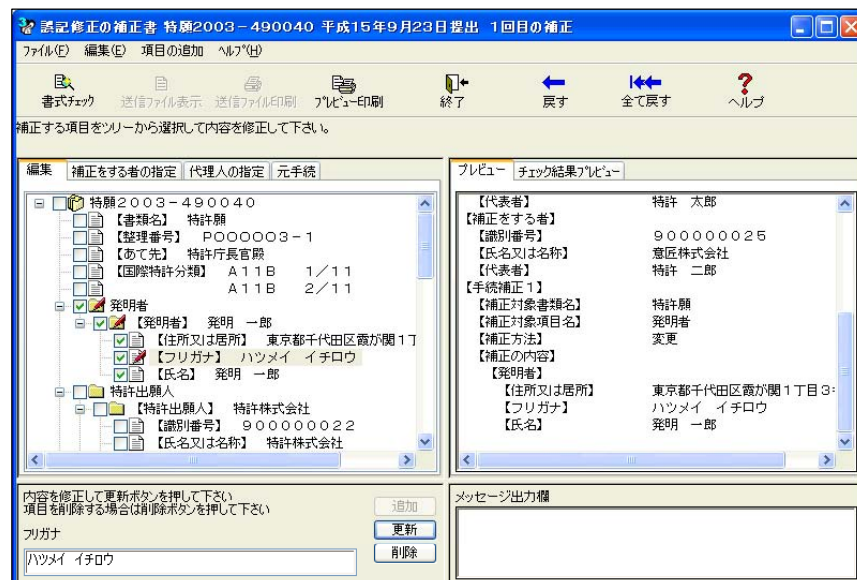 誤記修正の補正書 特願2003-490040 平成15年9月23日提出 1回目の補正
ファイル(F) 編集(E) 項目の追加 ヘルプ(H)
書式チェック 送信ファイル表示 送信ファイル印刷 プレビュー印刷 終了 戻す 全て戻す ヘルプ
補正する項目をツリーから選択して内容を修正して下さい。
編集 補正をする者の指定 代理人の指定 元手続
特願2003-490040
【書類名】 特許願
【整理番号】 P000003-1
【あて先】 特許庁長官殿
【国際特許分類】 A11B 1/11
A11B 2/11
発明者
【発明者】 発明 一郎
【住所又は居所】 東京都千代田区霞が関1丁
【フリガナ】 ハツメイ イチロウ
【氏名】 発明 一郎
特許出願人
【特許出願人】 特許株式会社
【識別番号】 900000022
【氏名又は名称】 特許株式会社
プレビュー チェック結果プレビュー
【代表者】 特許 太郎
【補正をする者】
【識別番号】 900000025
【氏名又は名称】 意匠株式会社
【代表者】 特許 二郎
【手続補正1】
【補正対象書類名】 特許願
【補正対象項目名】 発明者
【補正方法】 変更
【補正の内容】
【発明者】
【住所又は居所】 東京都千代田区霞が関1丁目3
【フリガナ】 ハツメイ イチロウ
【氏名】 発明 一郎
内容を修正して更新ボタンを押して下さい
項目を削除する場合は削除ボタンを押して下さい
追加
更新
削除
フリガナ
ハツメイ イチロウ
メッセージ出力欄